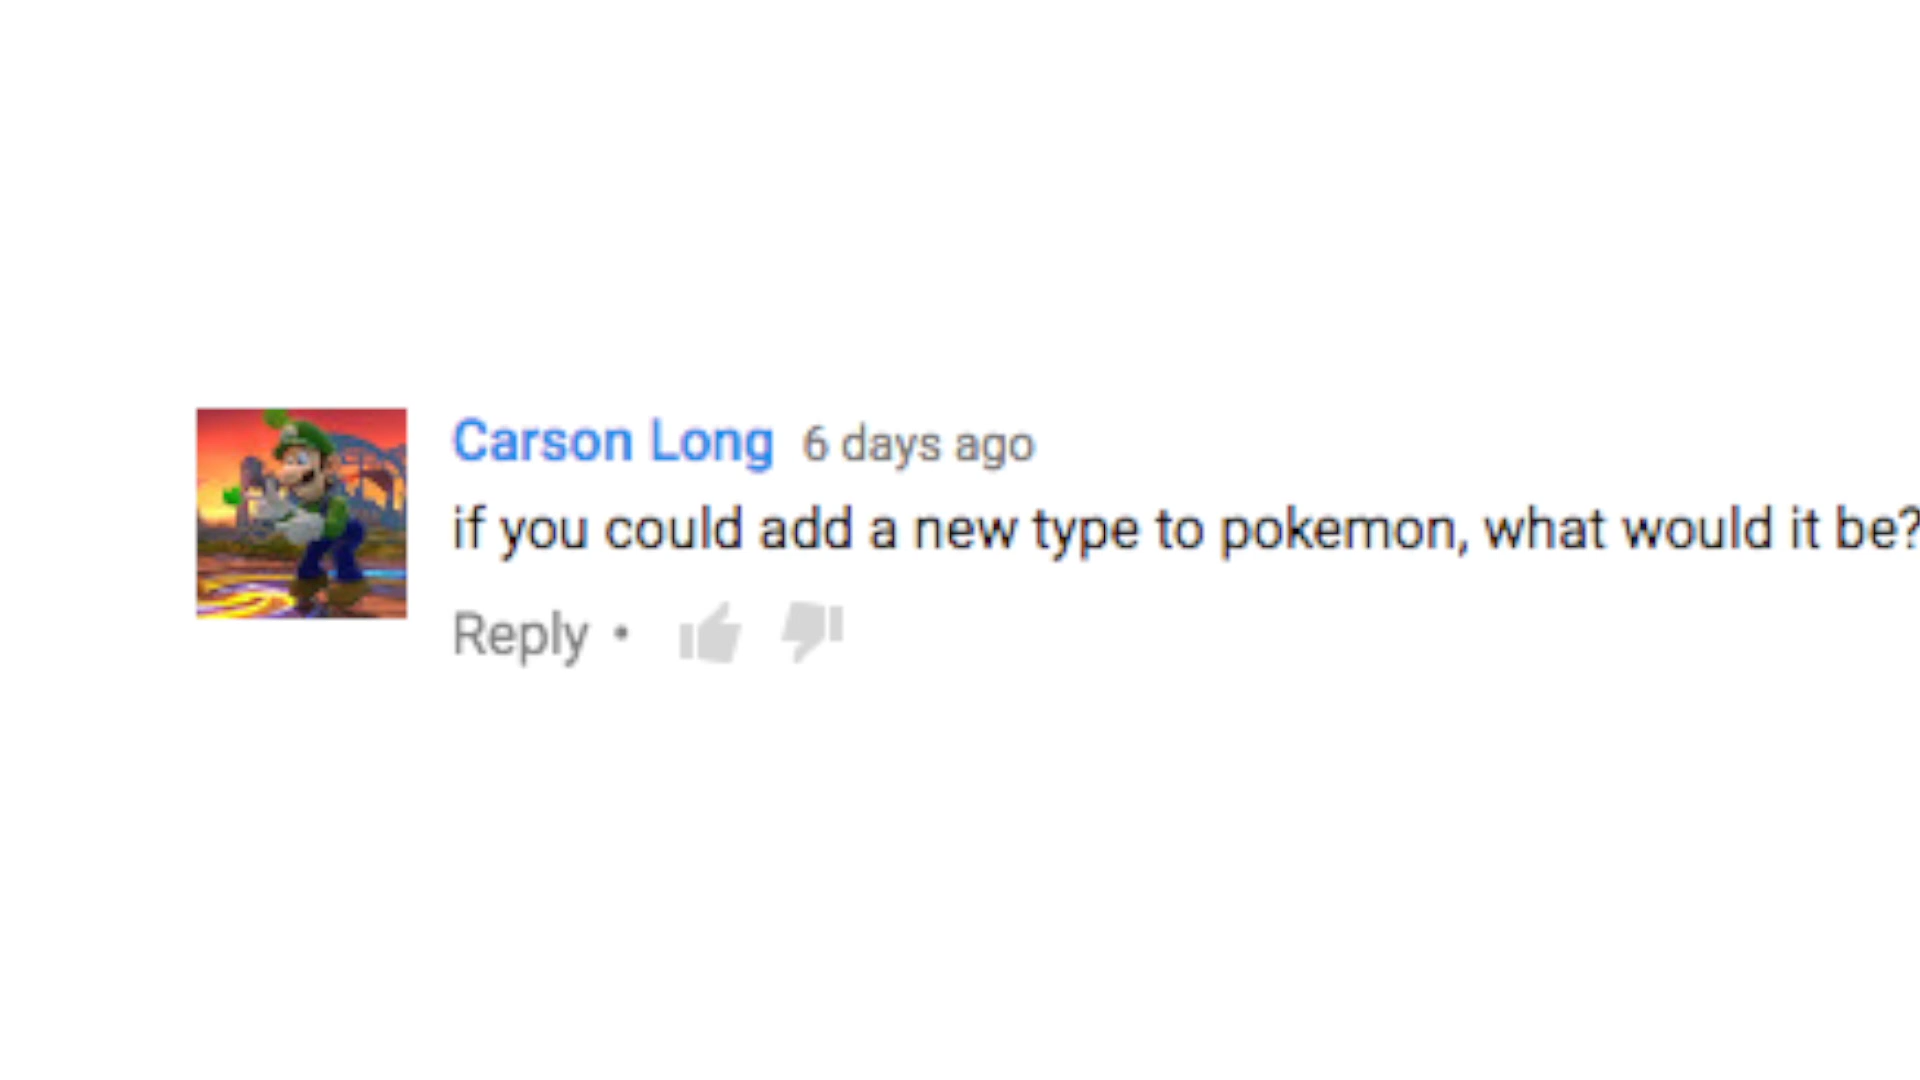 Carson Long 6 days ago
if you could add a new type to pokemon, what would it be?
Reply •